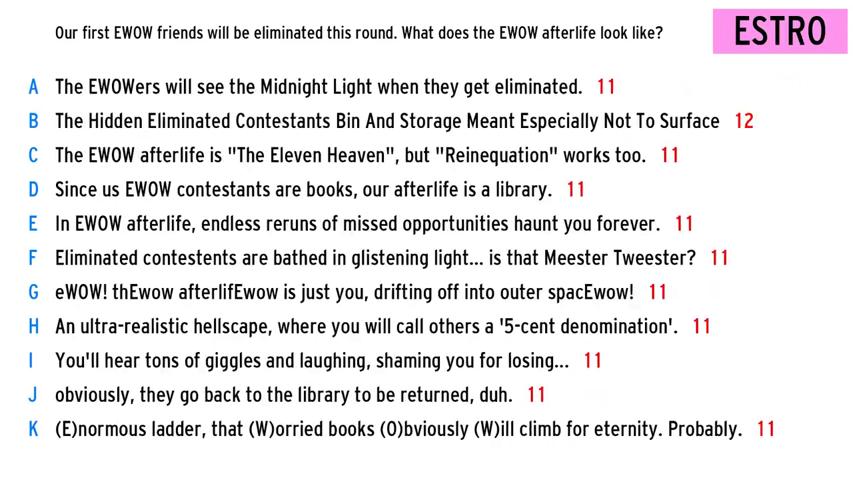 Our first EWOW friends will be eliminated this round. What does the EWOW afterlife look like?
ESTRO
A The EWOWers will see the Midnight Light when they get eliminated. 11
B The Hidden Eliminated Contestants Bin And Storage Meant Especially Not To Surface 12
C The EWOW afterlife is "The Eleven Heaven", but "Reinequation" works too. 11
D Since us EWOW contestants are books, our afterlife is a library. 11
E In EWOW afterlife, endless reruns of missed opportunities haunt you forever. 11
F Eliminated contestents are bathed in glistening light... is that Meester Tweester? 11
G eWOW! thEwow afterlifEwow is just you, drifting off into outer spacEwow! 11
H An ultra-realistic hellscape, where you will call others a '5-cent denomination'. 11
I You'll hear tons of giggles and laughing, shaming you for losing... 11
J obviously, they go back to the library to be returned, duh. 11
K (E)normous ladder, that (W)orried books (O)bviously (W)ill climb for eternity. Probably. 11